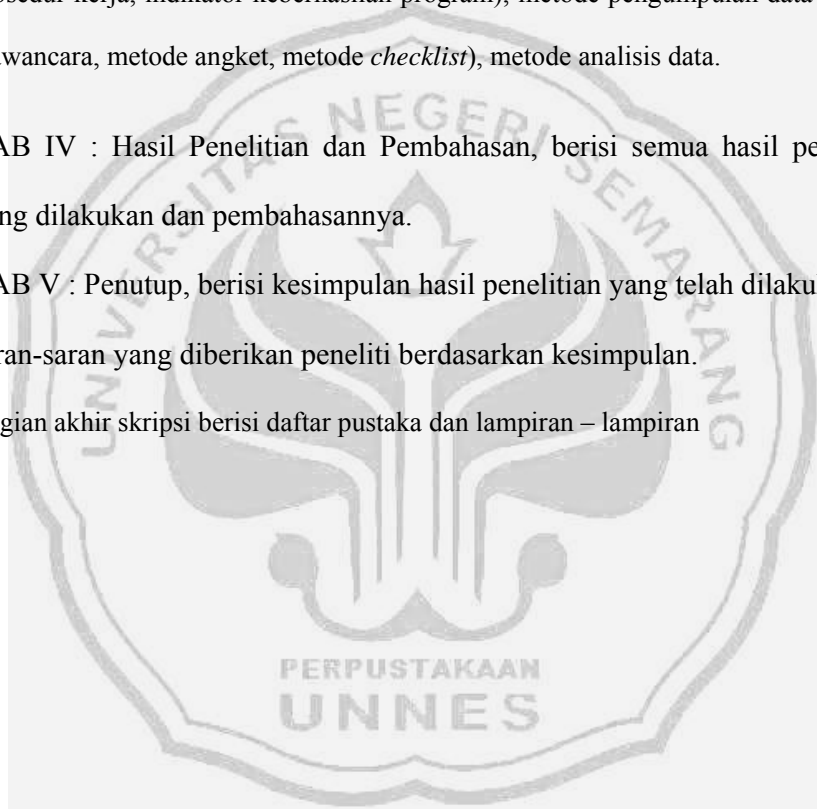 osedur kerja, indikator keberhasilan program), metode pengumpulan data
wancara, metode angket, metode checklist), metode analisis data.
AB IV : Hasil Penelitian dan Pembahasan, berisi semua hasil pe
ng dilakukan dan pembahasannya.
AB V : Penutup, berisi kesimpulan hasil penelitian yang telah dilaku
ran-saran yang diberikan peneliti berdasarkan kesimpulan.
gian akhir skripsi berisi daftar pustaka dan lampiran – lampiran
UNIVERSITAS NEGERI SEMARANG
PERPUSTAKAAN
UNNES